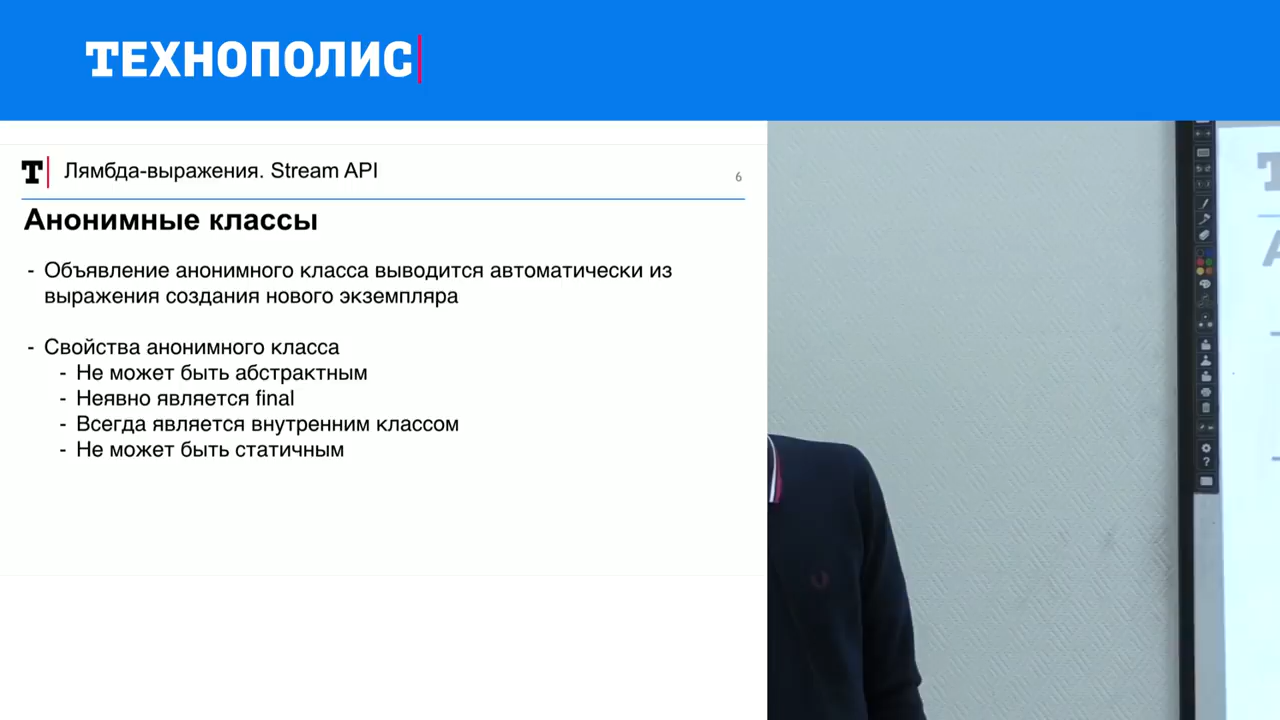 ТЕХНОПОЛИС
Т Лямбда-выражения. Stream API
6
Анонимные классы
- Объявление анонимного класса выводится автоматически из
выражения создания нового экземпляра
- Свойства анонимного класса
- Не может быть абстрактным
- Неявно является final
- Всегда является внутренним классом
- Не может быть статичным